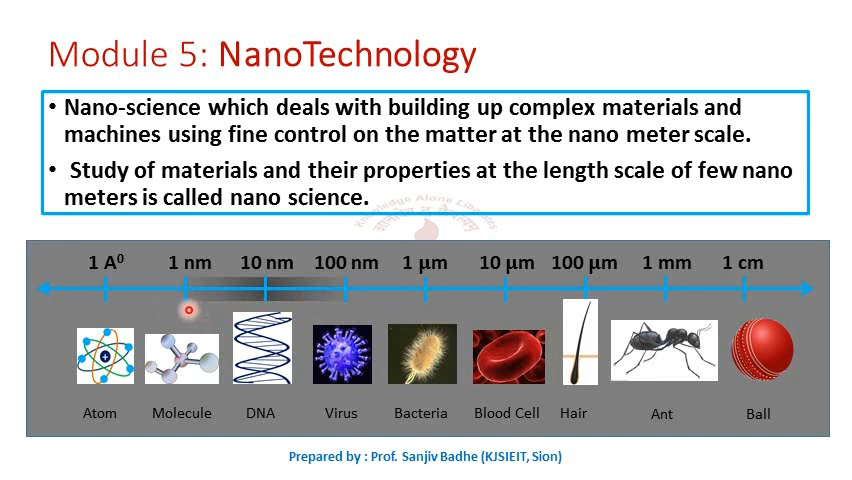 Module 5: NanoTechnology
• Nano-science which deals with building up complex materials and
machines using fine control on the matter at the nano meter scale.
• Study of materials and their properties at the length scale of few nano
meters is called nano science.
Knowledge Alone Liberates
1 A⁰ 1 nm 10 nm 100 nm 1 μm 10 μm 100 μm 1 mm 1 cm
Atom Molecule DNA Virus Bacteria Blood Cell Hair Ant Ball
Prepared by : Prof. Sanjiv Badhe (KJSIEIT, Sion)